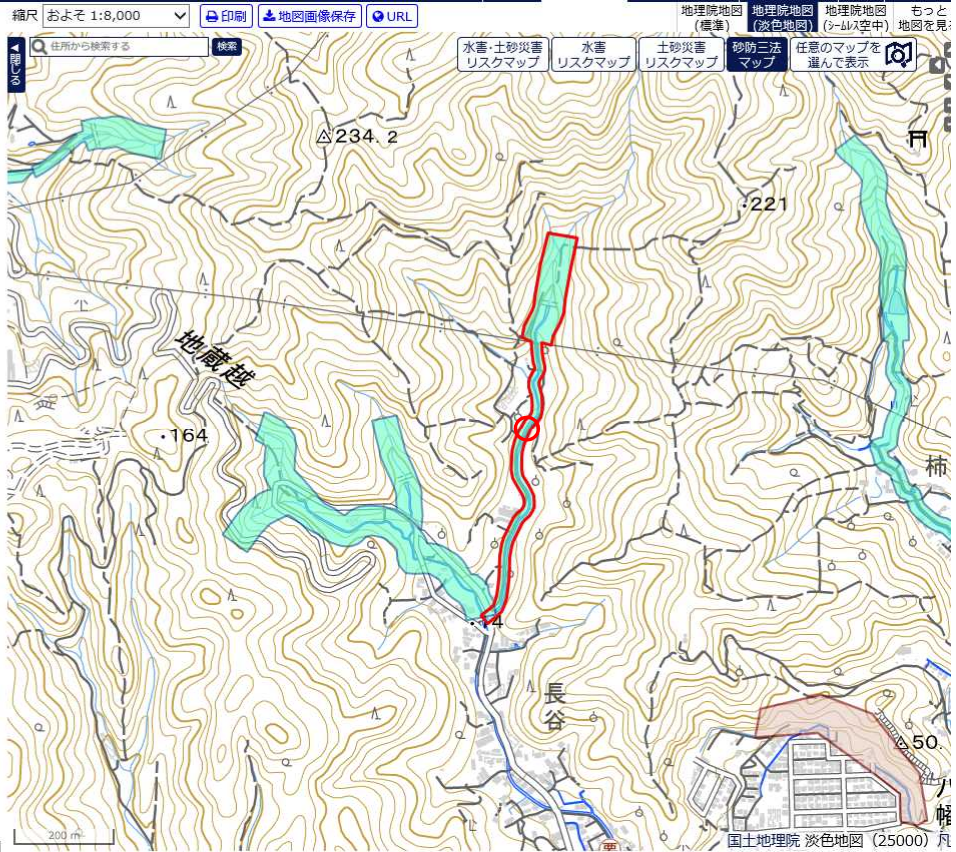 縮尺 およそ 1:8,000 印刷 地図画像保存 URL
地理院地図
(標準)
地理院地図
(淡色地図)
地理院地図
(シームレス空中)
もっと
地図を見
閉じる
住所から検索する 検索
水害・土砂災害
リスクマップ
水害
リスクマップ
土砂災害
リスクマップ
砂防三法
マップ
任意のマップを
選んで表示
234.2
221
地蔵越
164
柿
4
長谷
50.
八幡
200 m
国土地理院 淡色地図（25000）